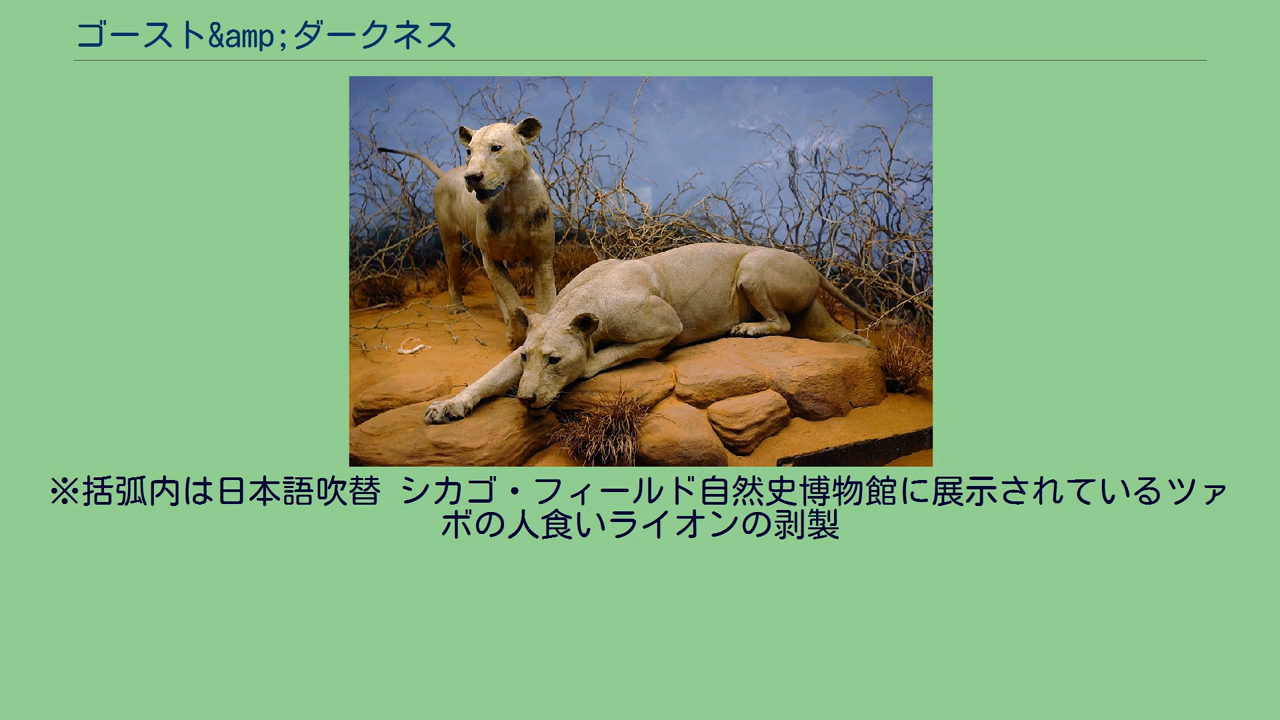 ゴースト&amp;ダークネス
※括弧内は日本語吹替 シカゴ・フィールド自然史博物館に展示されているツァ
ボの人食いライオンの剥製